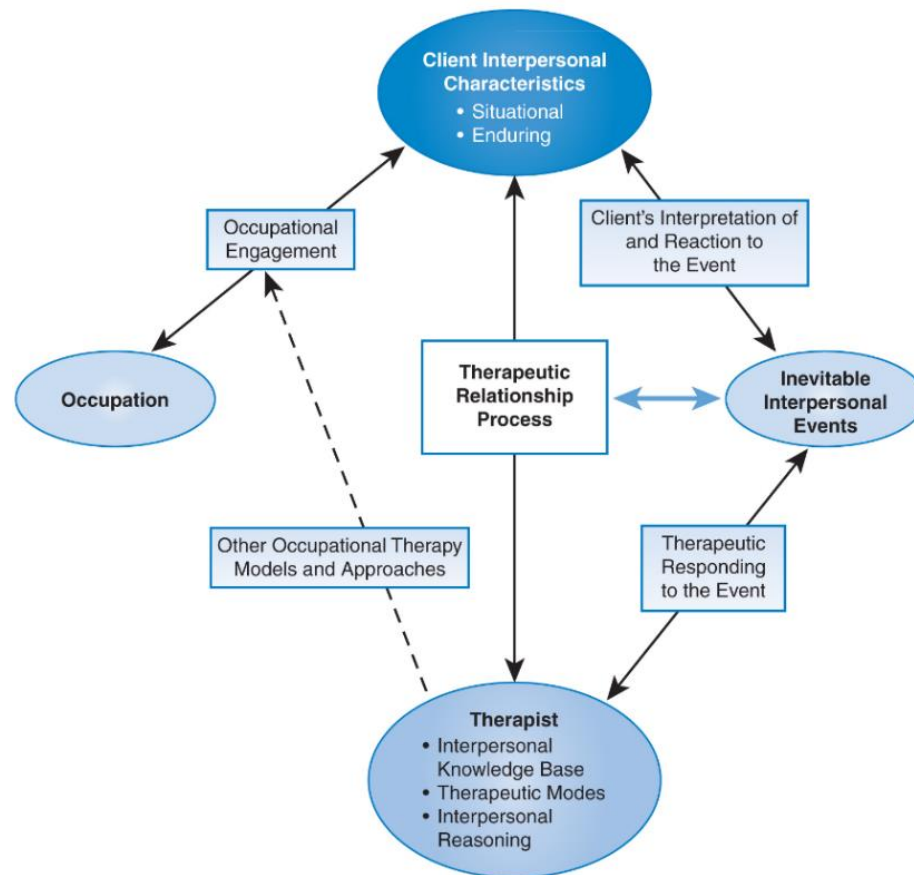 Client Interpersonal
Characteristics
• Situational
• Enduring
Occupational
Engagement
Client's Interpretation of
and Reaction to
the Event
Occupation
Therapeutic
Relationship
Process
Inevitable
Interpersonal
Events
Other Occupational Therapy
Models and Approaches
Therapeutic
Responding
to the Event
Therapist
• Interpersonal
Knowledge Base
• Therapeutic Modes
• Interpersonal
Reasoning